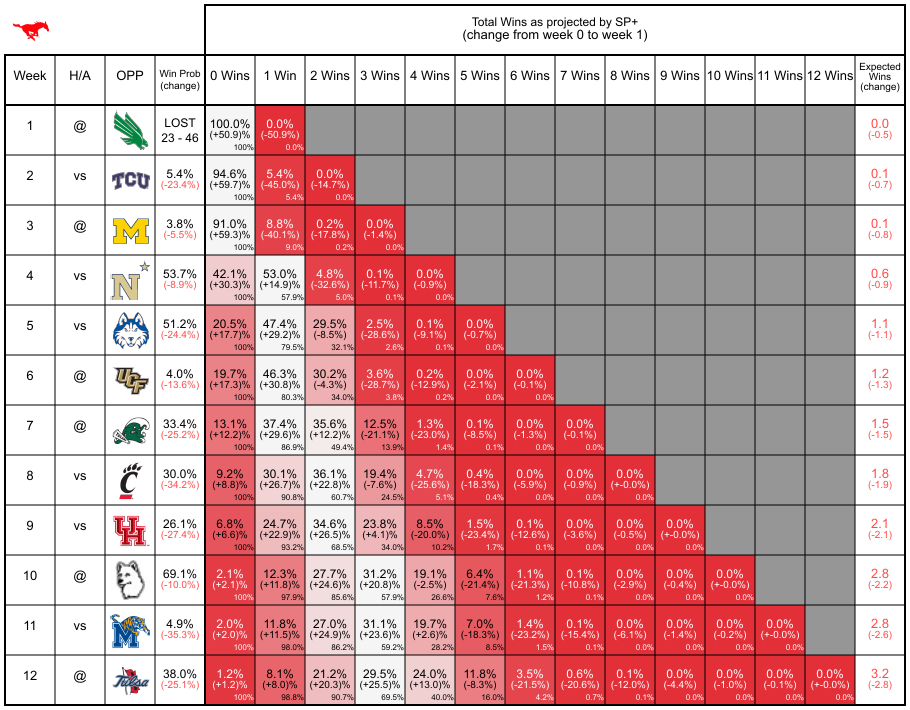 Total Wins as projected by SP+
(change from week 0 to week 1)
Week H/A OPP Win Prob (change) 0 Wins 1 Win 2 Wins 3 Wins 4 Wins 5 Wins 6 Wins 7 Wins 8 Wins 9 Wins 10 Wins 11 Wins 12 Wins Expected Wins (change)
1 @ LOST 100.0% 0.0% 0.0
23 - 46 (+50.9)% (-50.9%) (-0.5)
100% 0.0%
2 vs TCU 5.4% 94.6% 5.4% 0.0% 0.1
(-23.4%) (+59.7)% (-45.0%) (-14.7%) (-0.7)
100% 5.4% 0.0%
3 @ M 3.8% 91.0% 8.8% 0.2% 0.0% 0.1
(-5.5%) (+59.3)% (-40.1%) (-17.8%) (-1.4%) (-0.8)
100% 9.0% 0.2% 0.0%
4 vs N 53.7% 42.1% 53.0% 4.8% 0.1% 0.0% 0.6
(-8.9%) (+30.3)% (+14.9)% (-32.6%) (-11.7%) (-0.9%) (-0.9)
100% 57.9% 5.0% 0.1% 0.0%
5 vs 51.2% 20.5% 47.4% 29.5% 2.5% 0.1% 0.0% 1.1
(-24.4%) (+17.7)% (+29.2)% (-8.5%) (-28.6%) (-9.1%) (-0.7%) (-1.1)
100% 79.5% 32.1% 2.6% 0.1% 0.0%
6 @ UCF 4.0% 19.7% 46.3% 30.2% 3.6% 0.2% 0.0% 0.0% 1.2
(-13.6%) (+17.3)% (+30.8)% (-4.3%) (-28.7%) (-12.9%) (-2.1%) (-0.1%) (-1.3)
100% 80.3% 34.0% 3.8% 0.2% 0.0% 0.0%
7 @ 33.4% 13.1% 37.4% 35.6% 12.5% 1.3% 0.1% 0.0% 0.0% 1.5
(-25.2%) (+12.2)% (+29.6)% (+12.2)% (-21.1%) (-23.0%) (-8.5%) (-1.3%) (-0.1%) (-1.5)
100% 86.9% 49.4% 13.9% 1.4% 0.1% 0.0% 0.0%
8 vs C 30.0% 9.2% 30.1% 36.1% 19.4% 4.7% 0.4% 0.0% 0.0% 0.0% 1.8
(-34.2%) (+8.8)% (+26.7)% (+22.8)% (-7.6%) (-25.6%) (-18.3%) (-5.9%) (-0.9%) (+-0.0% (-1.9)
100% 90.8% 60.7% 24.5% 5.1% 0.4% 0.0% 0.0% 0.0%
9 vs UH 26.1% 6.8% 24.7% 34.6% 23.8% 8.5% 1.5% 0.1% 0.0% 0.0% 0.0% 2.1
(-27.4%) (+6.6)% (+22.9)% (+26.5)% (+4.1)% (-20.0%) (-23.4%) (-12.6%) (-3.6%) (-0.5%) (+-0.0% (-2.1)
100% 93.2% 68.5% 34.0% 10.2% 1.7% 0.1% 0.0% 0.0% 0.0%
10 @ 69.1% 2.1% 12.3% 27.7% 31.2% 19.1% 6.4% 1.1% 0.1% 0.0% 0.0% 0.0% 2.8
(-10.0%) (+2.1)% (+11.8)% (+24.6)% (+20.8)% (-2.5%) (-21.4%) (-21.3%) (-10.8%) (-2.9%) (-0.4%) (+-0.0% (-2.2)
100% 97.9% 85.6% 57.9% 26.6% 7.6% 1.2% 0.1% 0.0% 0.0% 0.0%
11 vs M 4.9% 2.0% 11.8% 27.0% 31.1% 19.7% 7.0% 1.4% 0.1% 0.0% 0.0% 0.0% 0.0% 2.8
(-35.3%) (+2.0)% (+11.5)% (+24.9)% (+23.6)% (+2.6)% (-18.3%) (-23.2%) (-15.4%) (-6.1%) (-1.4%) (-0.2%) (+-0.0% (-2.6)
100% 98.0% 86.2% 59.2% 28.2% 8.5% 1.5% 0.1% 0.0% 0.0% 0.0% 0.0%
12 @ Tulsa 38.0% 1.2% 8.1% 21.2% 29.5% 24.0% 11.8% 3.5% 0.6% 0.1% 0.0% 0.0% 0.0% 0.0% 3.2
(-25.1%) (+1.2)% (+8.0)% (+20.3)% (+25.5)% (+13.0)% (-8.3%) (-21.5%) (-20.6%) (-12.0%) (-4.4%) (-1.0%) (-0.1%) (+-0.0% (-2.8)
100% 98.8% 90.7% 69.5% 40.0% 16.0% 4.2% 0.7% 0.1% 0.0% 0.0% 0.0% 0.0%